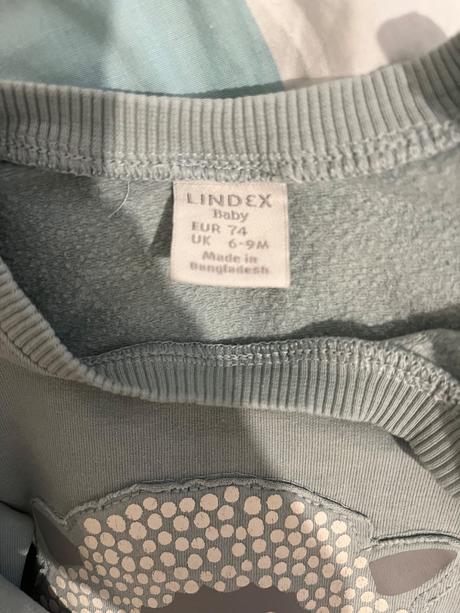 LINDEX
Baby
EUR 74
UK 6-9M
Made in
Bangladesh